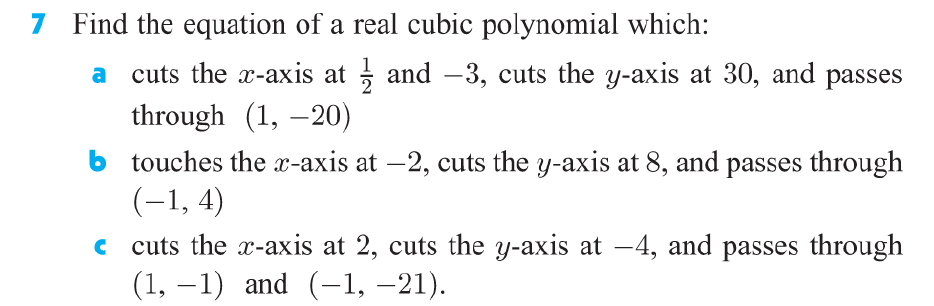 7 Find the equation of a real cubic polynomial which:
a cuts the x-axis at 1/2 and −3, cuts the y-axis at 30, and passes
through (1, −20)
b touches the x-axis at −2, cuts the y-axis at 8, and passes through
(−1, 4)
c cuts the x-axis at 2, cuts the y-axis at −4, and passes through
(1, −1) and (−1, −21).